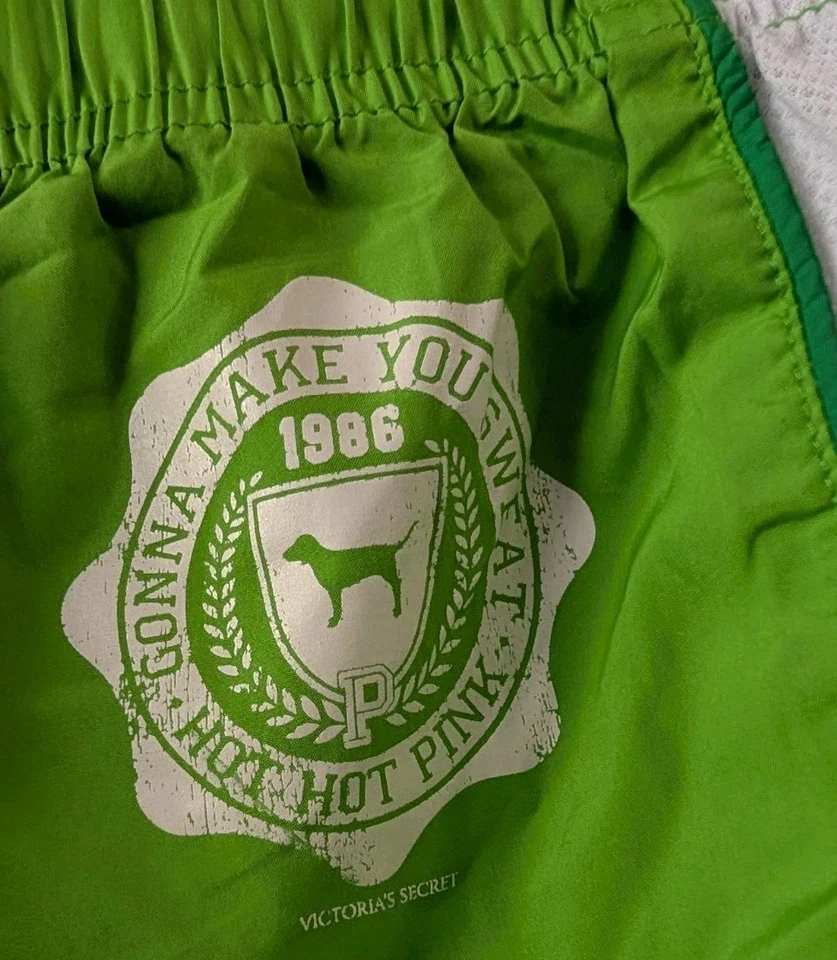 GONNA MAKE YOU SWEAT
1986
P
· HOT HOT PINK ·
VICTORIA'S SECRET